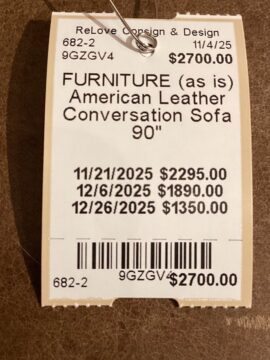 ReLove Consign & Design
682-2 11/4/25
9GZGV4 $2700.00
FURNITURE (as is)
American Leather
Conversation Sofa
90"
11/21/2025 $2295.00
12/6/2025 $1890.00
12/26/2025 $1350.00
9GZGV4
682-2 $2700.00